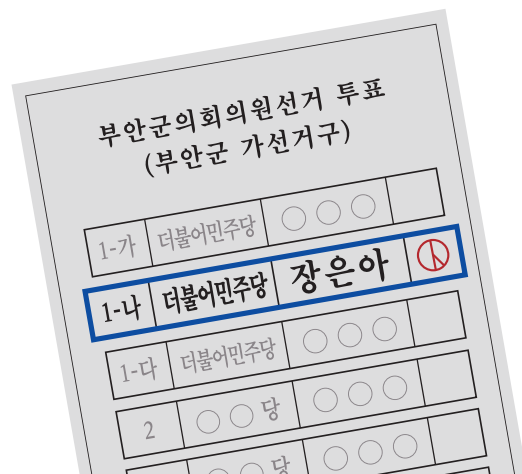 부안군의회의원선거 투표
(부안군 가선거구)
1-가 더불어민주당 ○○○
1-나 더불어민주당 장은아
1-다 더불어민주당 ○○○
2 ○○당 ○○○
○○당 ○○○